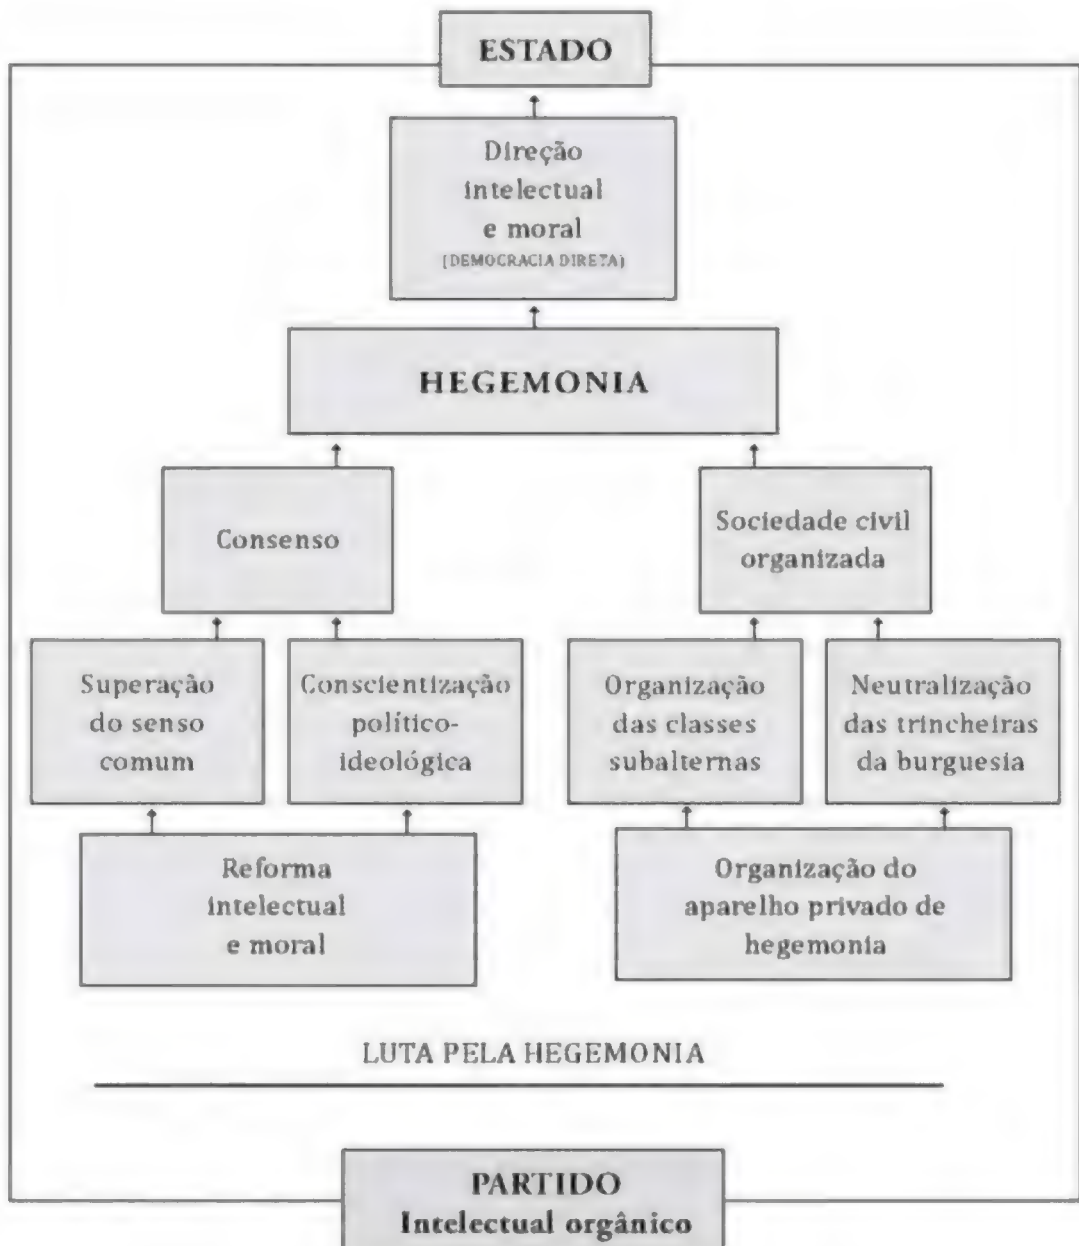 ESTADO
Direção
intelectual
e moral
(DEMOCRACIA DIRETA)
HEGEMONIA
Consenso
Sociedade civil
organizada
Superação
do senso
comum
Conscientização
político-
ideológica
Organização
das classes
subalternas
Neutralização
das trincheiras
da burguesia
Reforma
intelectual
e moral
Organização do
aparelho privado de
hegemonia
LUTA PELA HEGEMONIA
PARTIDO
Intelectual orgânico